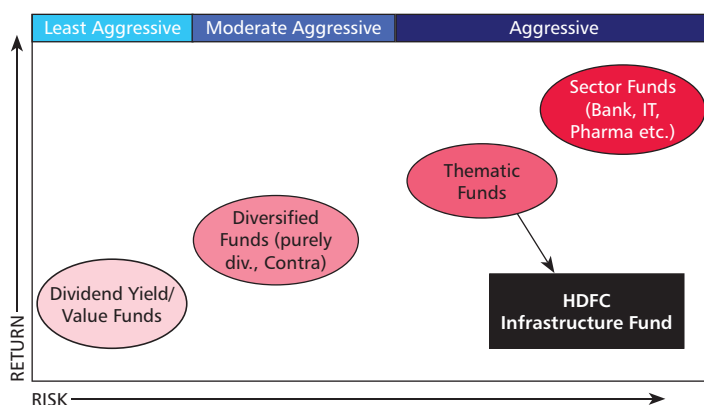 Least Aggressive
Moderate Aggressive
Aggressive
Sector Funds
(Bank, IT,
Pharma etc.)
Thematic
Funds
Diversified
Funds (purely
div., Contra)
Dividend Yield/
Value Funds
HDFC
Infrastructure Fund
RETURN
RISK